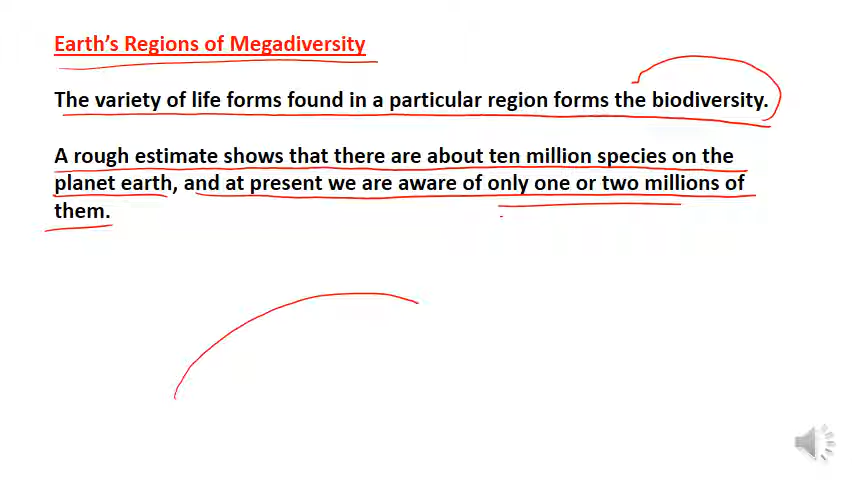 Earth's Regions of Megadiversity
The variety of life forms found in a particular region forms the biodiversity.
A rough estimate shows that there are about ten million species on the
planet earth, and at present we are aware of only one or two millions of
them.